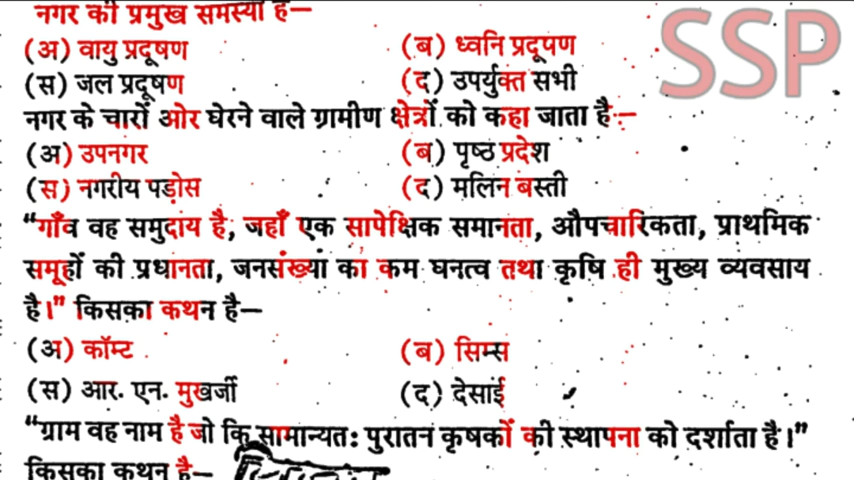 नगर की प्रमुख समस्या है—
(अ) वायु प्रदूषण (ब) ध्वनि प्रदूषण
(स) जल प्रदूषण (द) उपर्युक्त सभी
नगर के चारों ओर घेरने वाले ग्रामीण क्षेत्रों को कहा जाता है:—
(अ) उपनगर (ब) पृष्ठ प्रदेश
(स) नगरीय पड़ोस (द) मलिन बस्ती
“गाँव वह समुदाय है, जहाँ एक सापेक्षिक समानता, औपचारिकता, प्राथमिक
समूहों की प्रधानता, जनसंख्या का कम घनत्व तथा कृषि ही मुख्य व्यवसाय
है।” किसका कथन है—
(अ) कॉम्ट (ब) सिम्स
(स) आर. एन. मुखर्जी (द) देसाई
“ग्राम वह नाम है जो कि सामान्यत: पुरातन कृषकों की स्थापना को दर्शाता है।”
किसका कथन है—
SSP